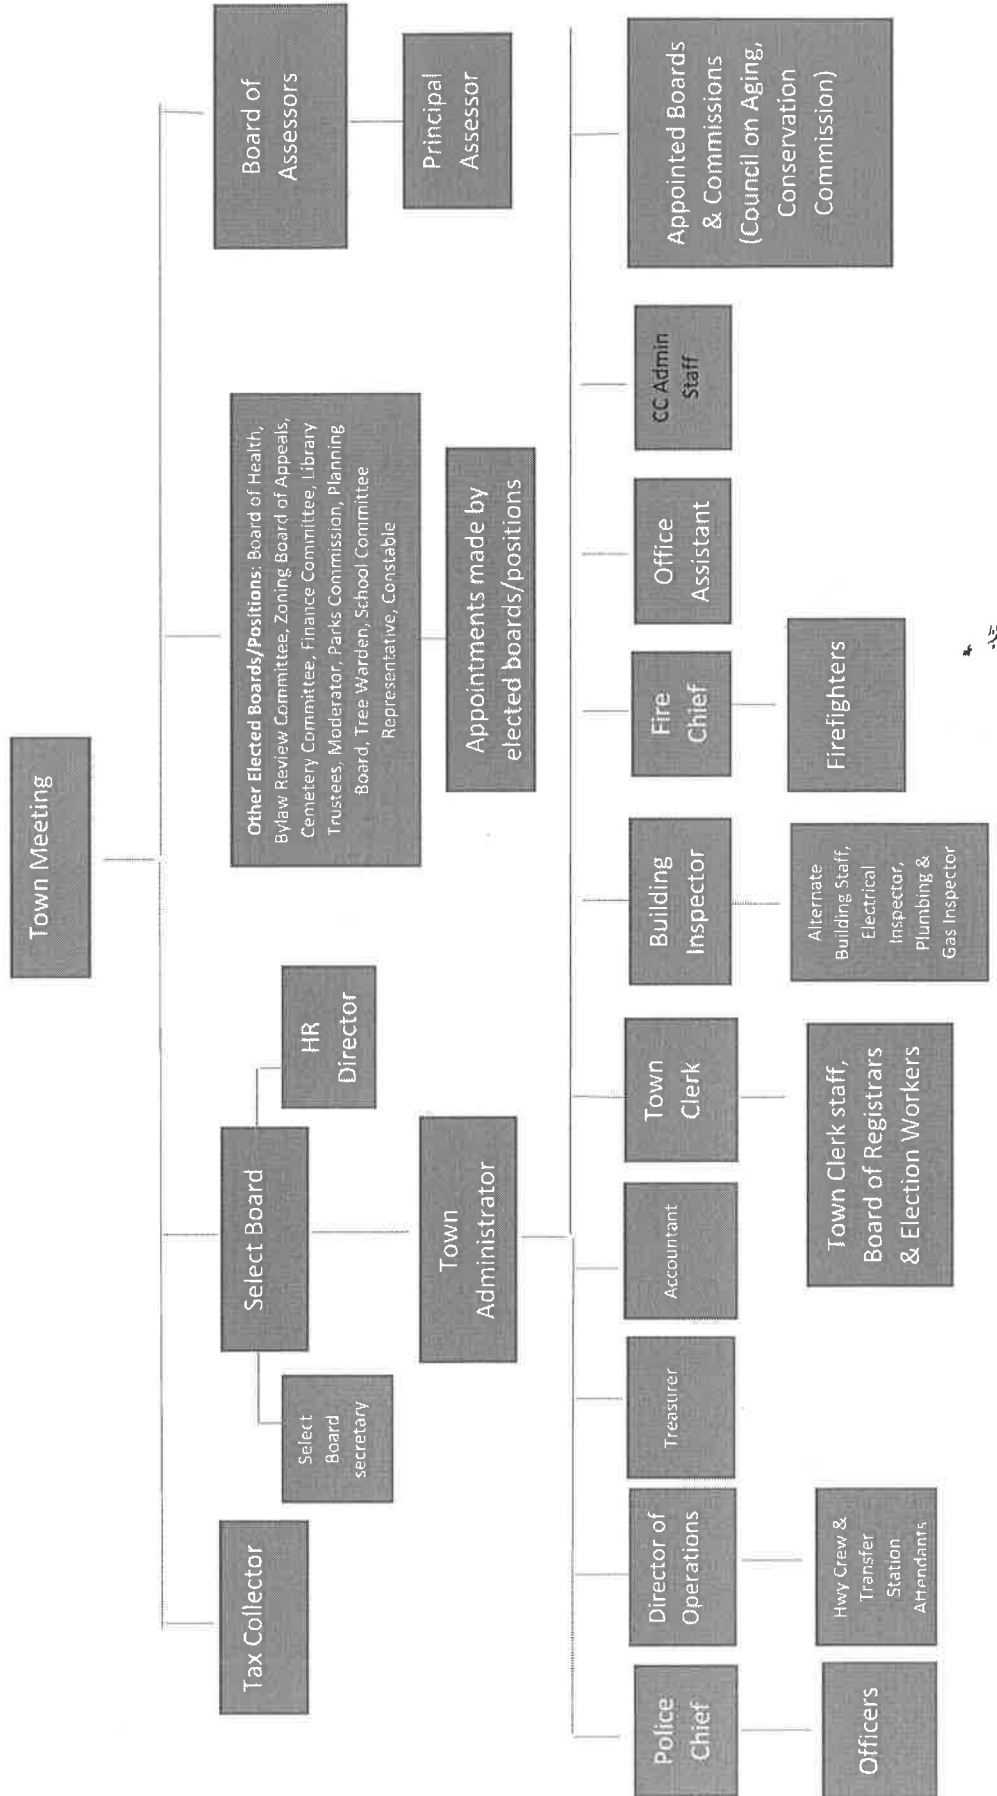 Town Meeting
Tax Collector
Select Board
Other Elected Boards/Positions: Board of Health,
Bylaw Review Committee, Zoning Board of Appeals,
Cemetery Committee, Finance Committee, Library
Trustees, Moderator, Parks Commission, Planning
Board, Tree Warden, School Committee
Representative, Constable
Board of
Assessors
Select
Board
secretary
HR
Director
Town
Administrator
Appointments made by
elected boards/positions
Principal
Assessor
Police
Chief
Director of
Operations
Treasurer
Accountant
Town
Clerk
Building
Inspector
Fire
Chief
Office
Assistant
CC Admin
Staff
Appointed Boards
& Commissions
(Council on Aging,
Conservation
Commission)
Officers
Hwy Crew &
Transfer
Station
Attendants
Town Clerk staff,
Board of Registrars
& Election Workers
Alternate
Building Staff,
Electrical
Inspector,
Plumbing &
Gas Inspector
Firefighters